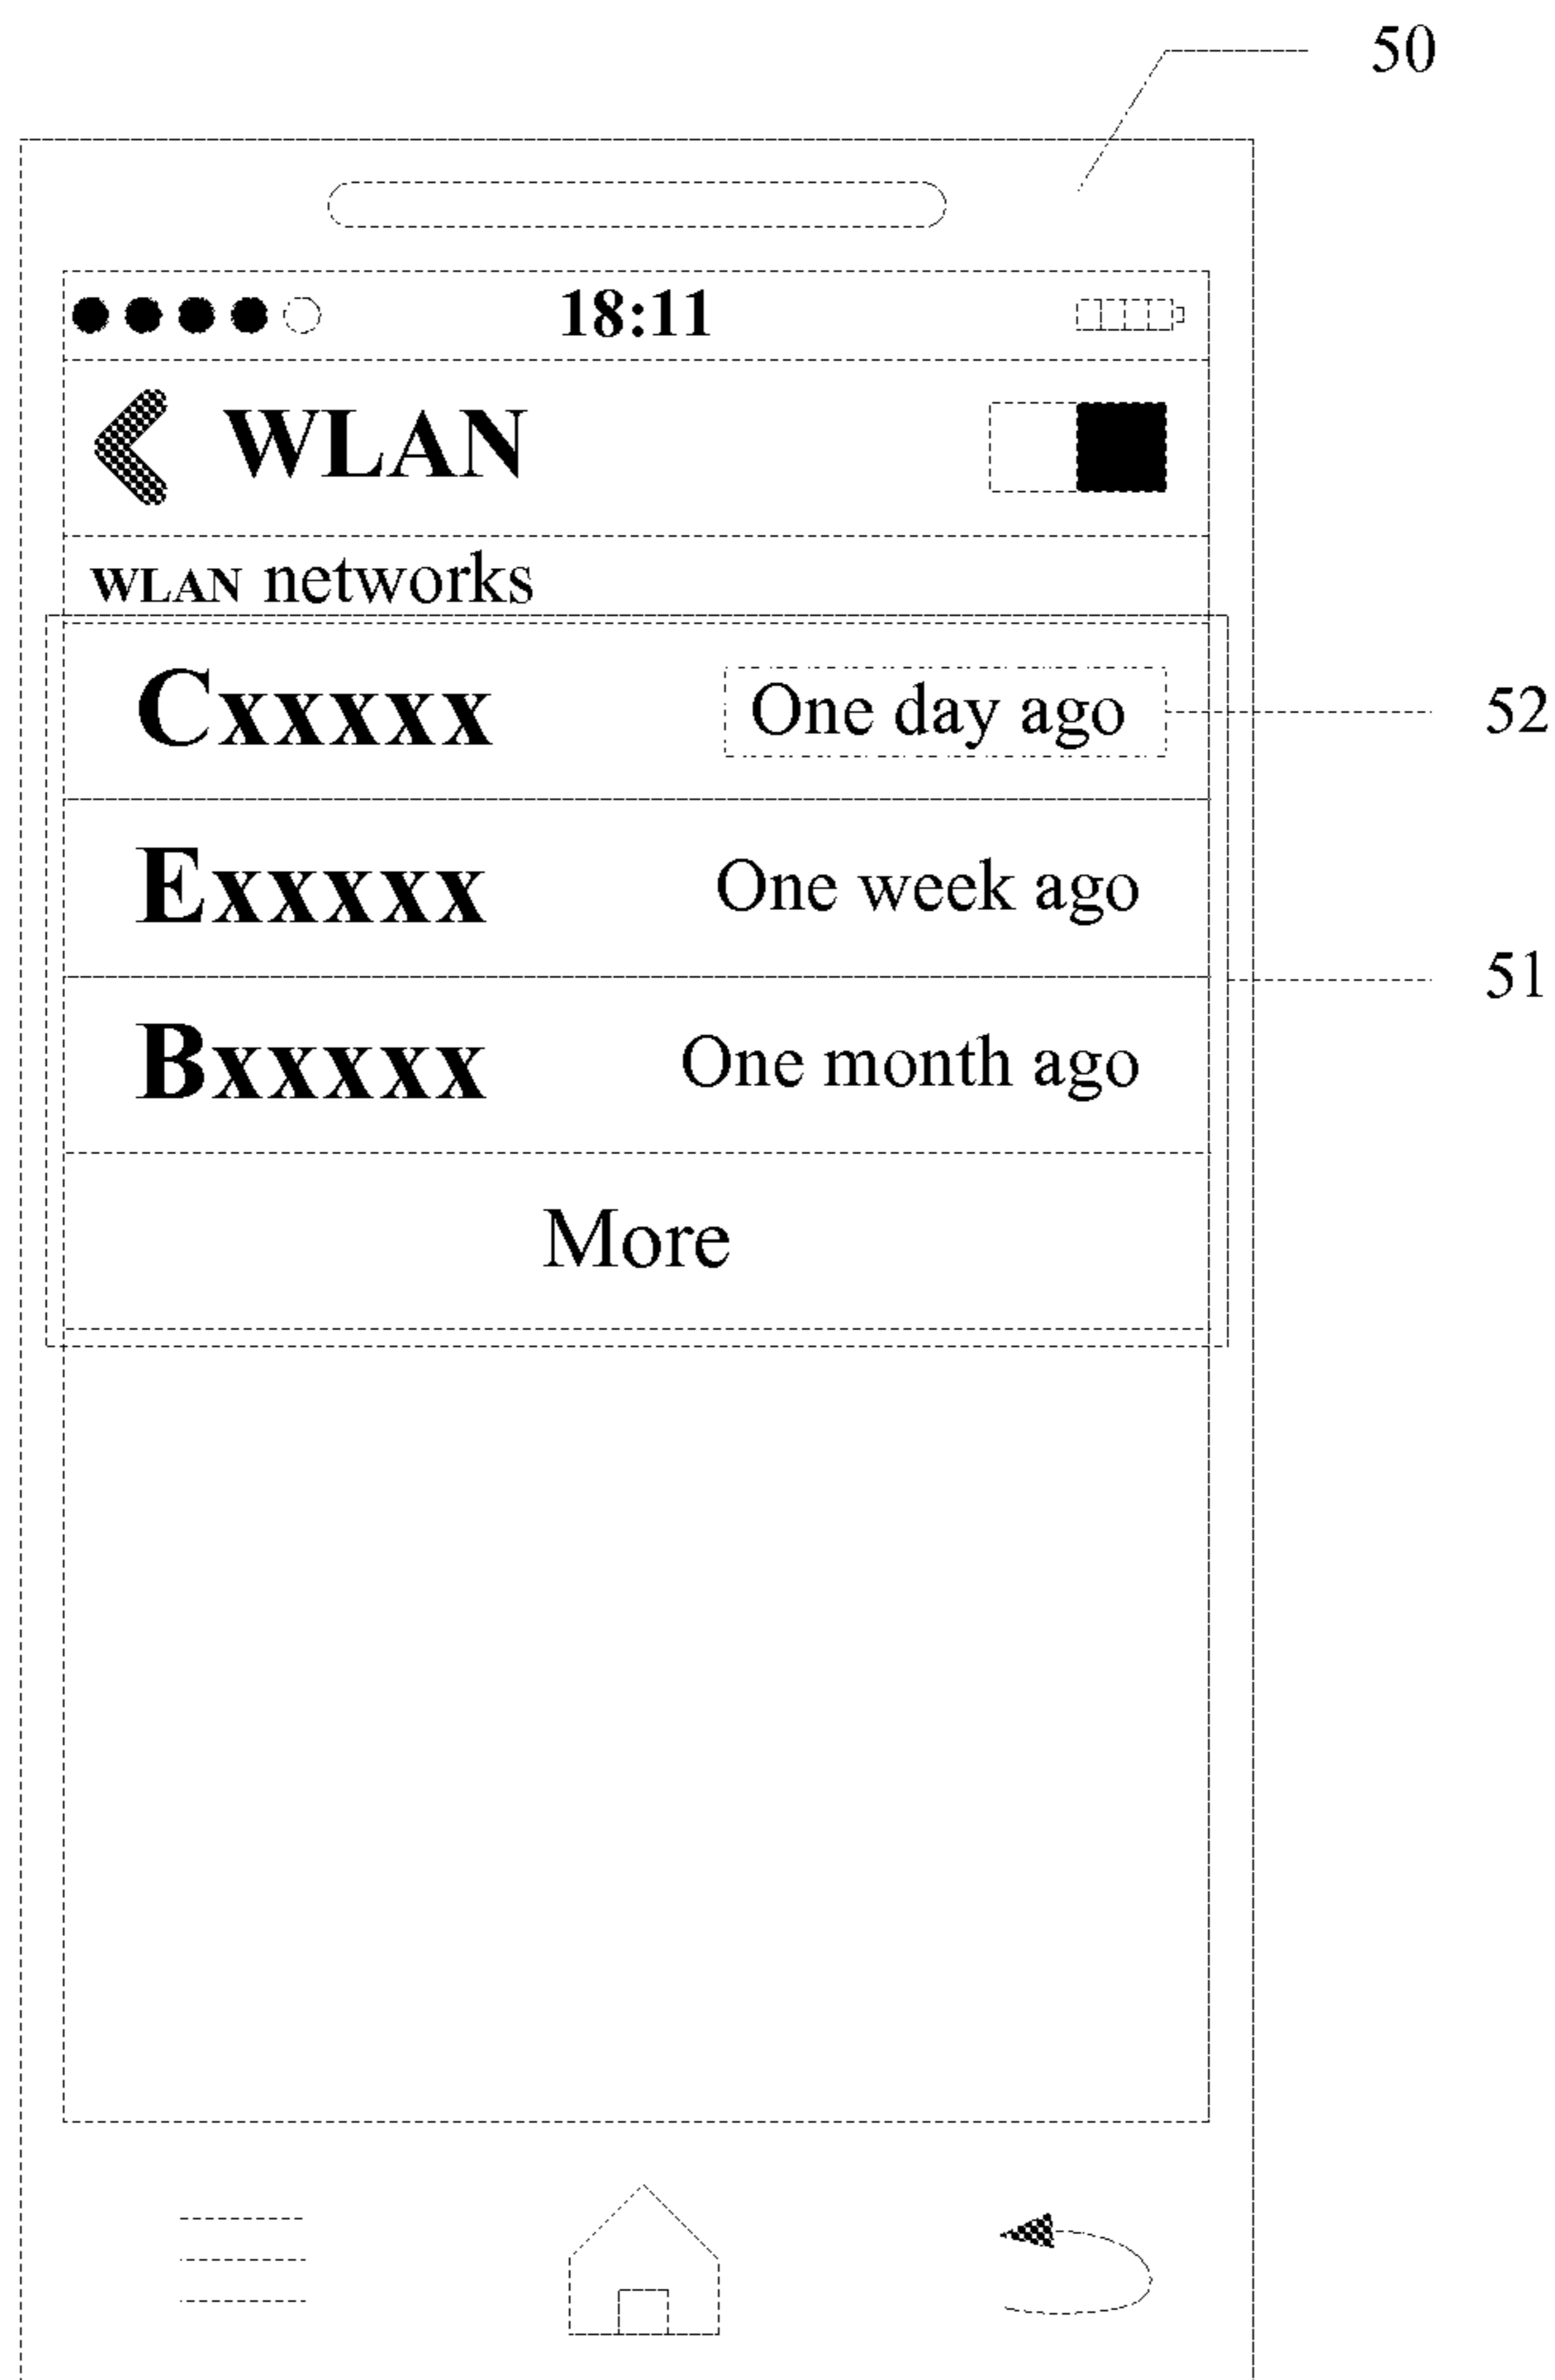 50
18:11
WLAN
WLAN networks
Cxxxxx One day ago 52
Exxxxx One week ago
51
Bxxxxx One month ago
More